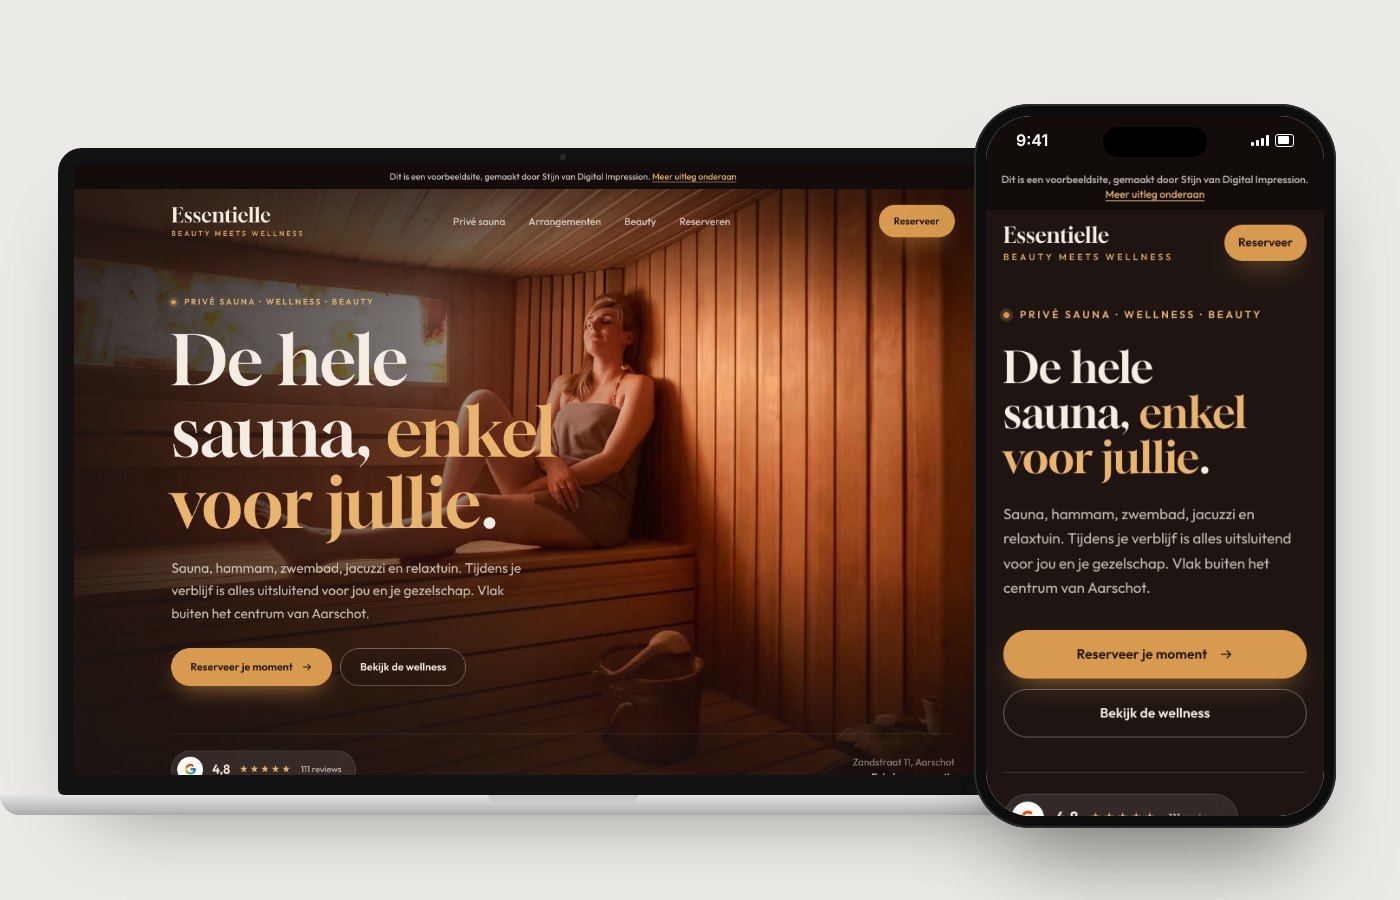 Dit is een voorbeeldsite, gemaakt door Stijn van Digital Impression. Meer uitleg onderaan
Essentielle
BEAUTY MEETS WELLNESS
Privé sauna
Arrangementen
Beauty
Reserveren
Reserveer
PRIVÉ SAUNA · WELLNESS · BEAUTY
De hele
sauna, enkel
voor jullie.
Sauna, hammam, zwembad, jacuzzi en relaxtuin. Tijdens je
verblijf is alles uitsluitend voor jou en je gezelschap. Vlak
buiten het centrum van Aarschot.
Reserveer je moment →
Bekijk de wellness
4,8 ★★★★★ 111 reviews
Zandstraat 11, Aarschot
9:41
Dit is een voorbeeldsite, gemaakt door Stijn van Digital Impression.
Meer uitleg onderaan
Essentielle
BEAUTY MEETS WELLNESS
Reserveer
PRIVÉ SAUNA · WELLNESS · BEAUTY
De hele
sauna, enkel
voor jullie.
Sauna, hammam, zwembad, jacuzzi en
relaxtuin. Tijdens je verblijf is alles uitsluitend
voor jou en je gezelschap. Vlak buiten het
centrum van Aarschot.
Reserveer je moment →
Bekijk de wellness